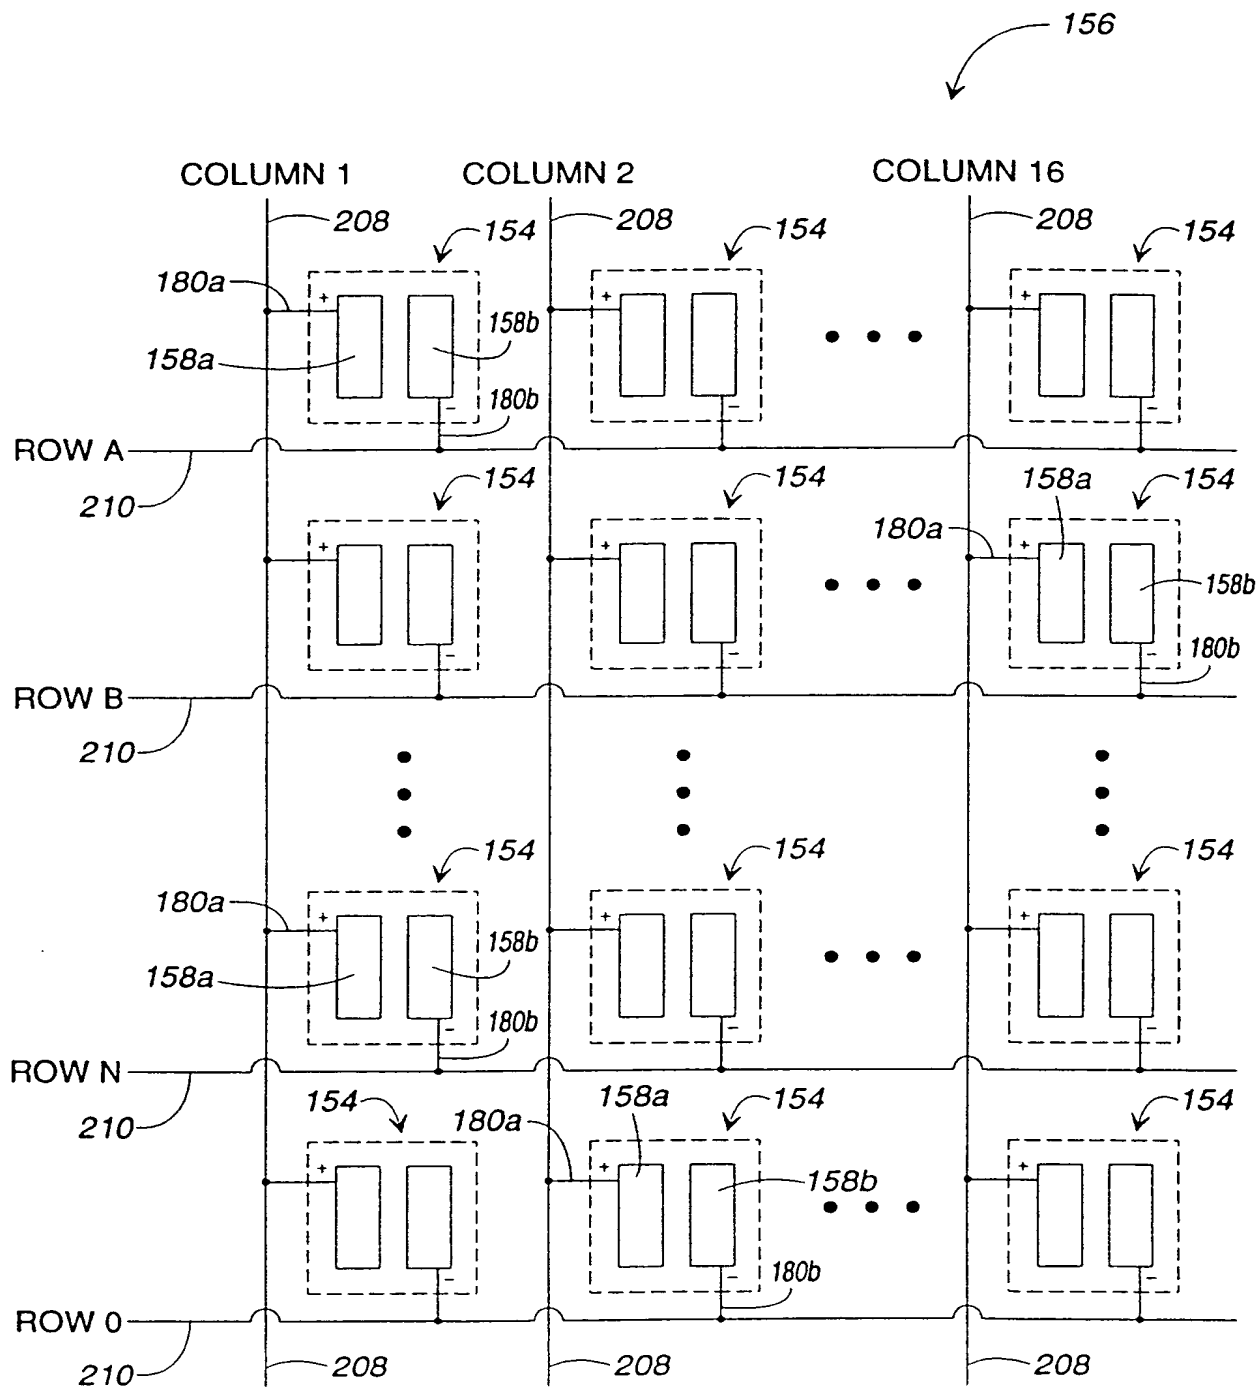 156
COLUMN 1 COLUMN 2 COLUMN 16
208 154 208 154 208 154
180a + 158b + +
158a
- 180b - -
ROW A
210 154 154 158a 154
180a
+ + + 158b
- - - 180b
ROW B
210
154 154 154
180a + 158b + +
158a
- 180b - -
ROW N
210 154 180a 158a 154 154
+ + 158b +
- - 180b -
ROW 0
210 208 208 208